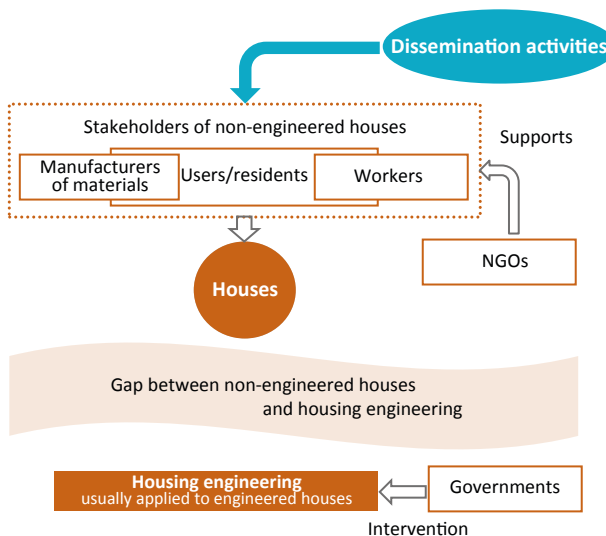 Dissemination activities
Stakeholders of non-engineered houses
Supports
Manufacturers
of materials
Users/residents
Workers
NGOs
Houses
Gap between non-engineered houses
and housing engineering
Housing engineering
usually applied to engineered houses
Governments
Intervention